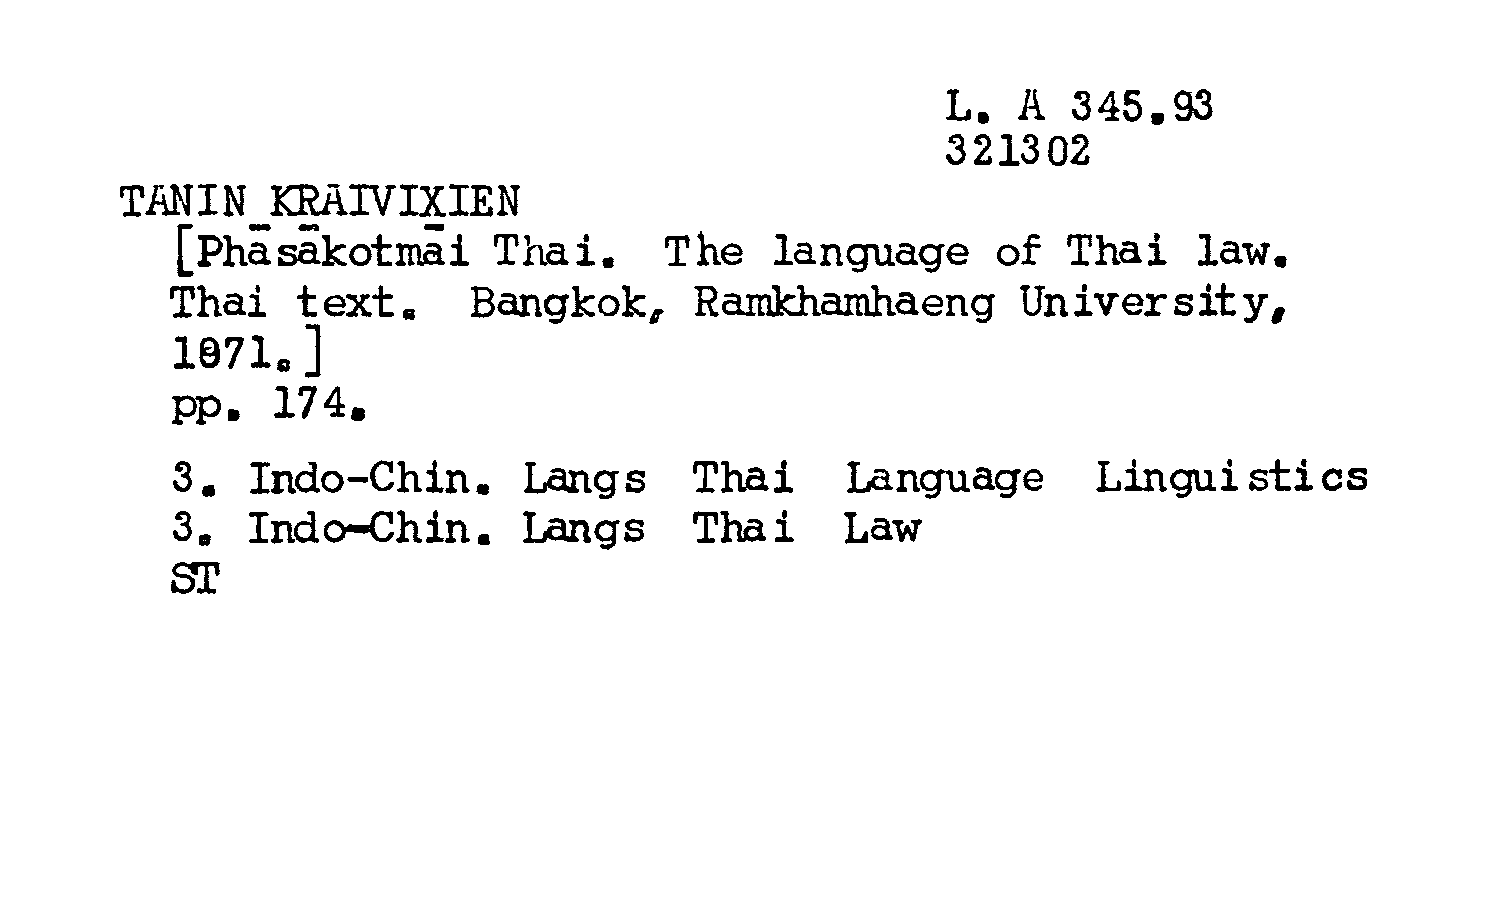 L. A 345.93
321302
TANIN KRAIVIXIEN
[Phāsākotmāi Thai. The language of Thai law.
Thai text. Bangkok, Ramkhamhaeng University,
1971.]
pp. 174.
3. Indo-Chin. Langs Thai Language Linguistics
3. Indo-Chin. Langs Thai Law
ST